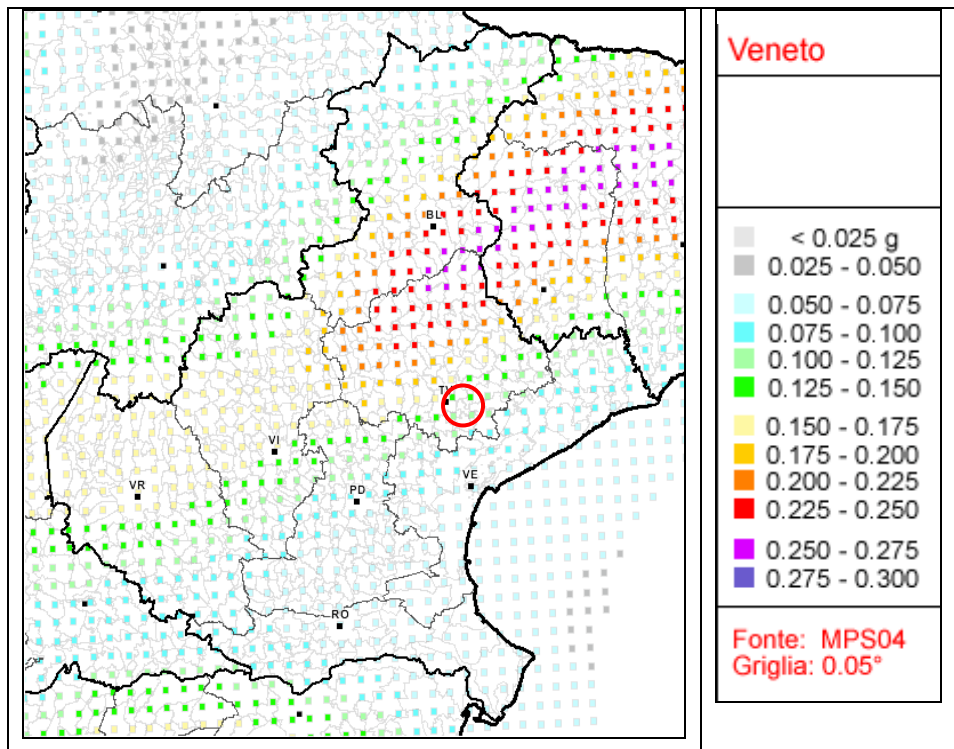 Veneto
BL
TV
VI
VR
PD
VE
RO
< 0.025 g
0.025 - 0.050
0.050 - 0.075
0.075 - 0.100
0.100 - 0.125
0.125 - 0.150
0.150 - 0.175
0.175 - 0.200
0.200 - 0.225
0.225 - 0.250
0.250 - 0.275
0.275 - 0.300
Fonte: MPS04
Griglia: 0.05°